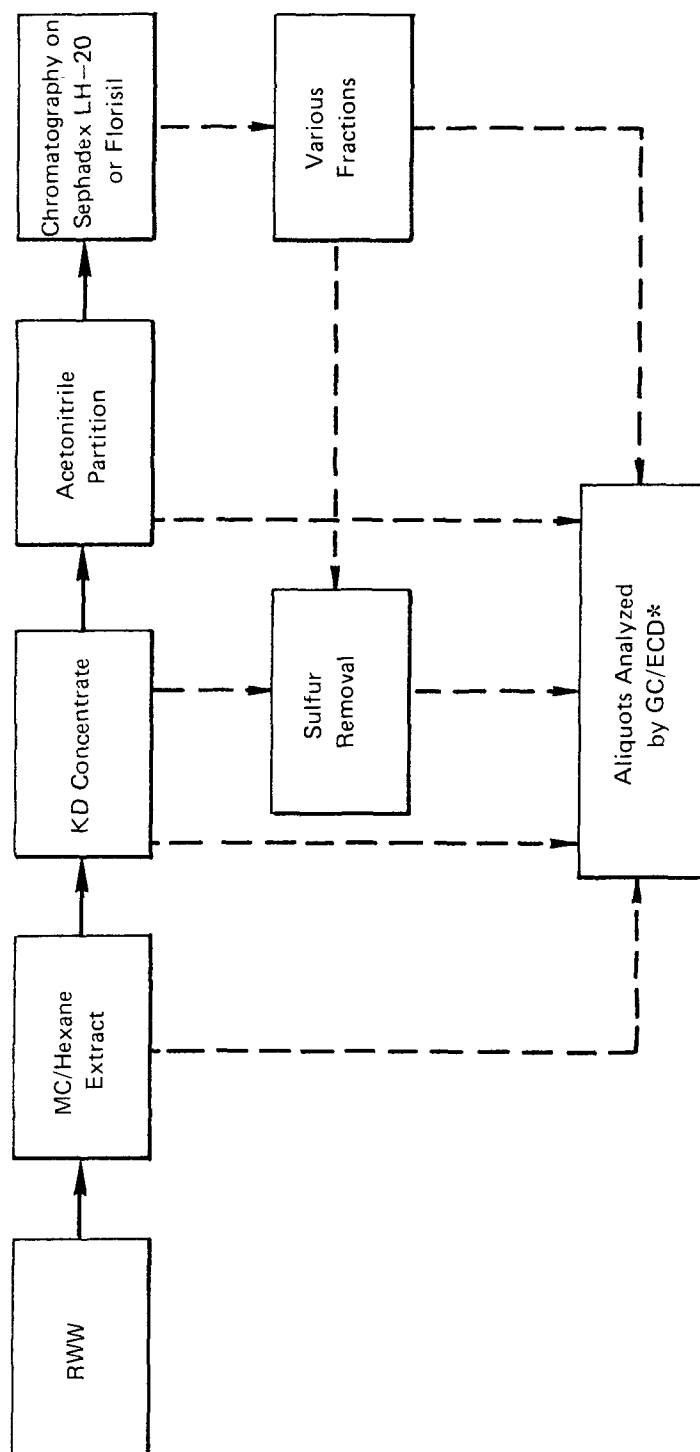 RWW
MC/Hexane
Extract
KD Concentrate
Acetonitrile
Partition
Chromatography on
Sephadex LH–20
or Florisil
Sulfur
Removal
Various
Fractions
Aliquots Analyzed
by GC/ECD*